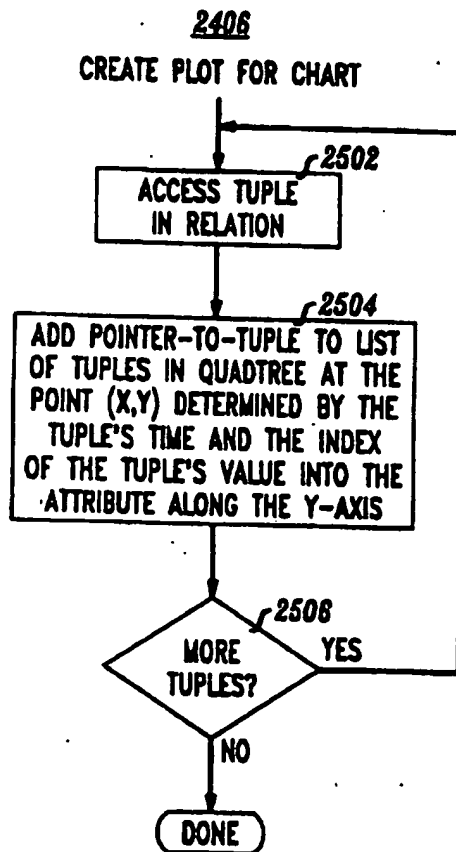 2406
CREATE PLOT FOR CHART
2502
ACCESS TUPLE
IN RELATION
2504
ADD POINTER-TO-TUPLE TO LIST
OF TUPLES IN QUADTREE AT THE
POINT (X,Y) DETERMINED BY THE
TUPLE'S TIME AND THE INDEX
OF THE TUPLE'S VALUE INTO THE
ATTRIBUTE ALONG THE Y-AXIS
2506
MORE
TUPLES?
YES
NO
DONE